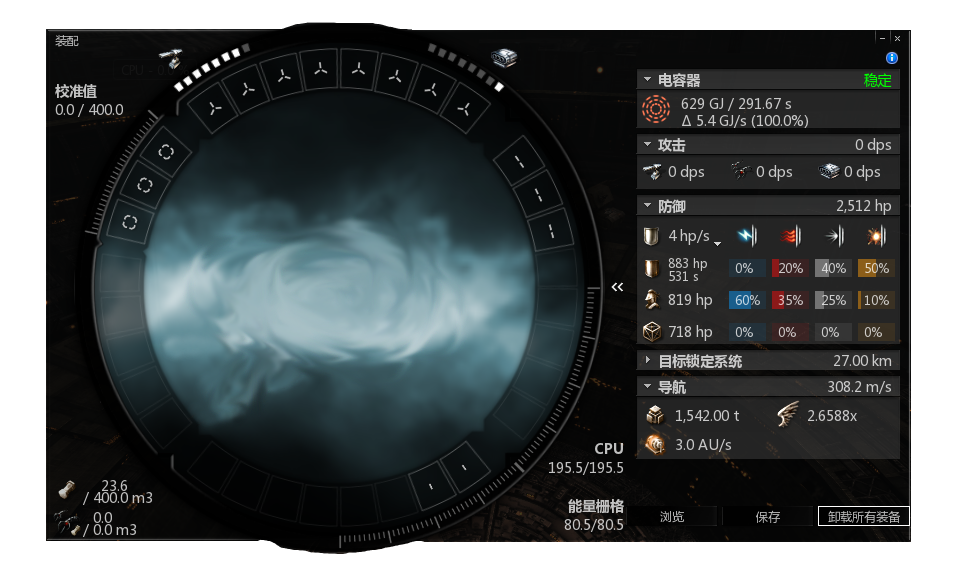 装配
校准值
0.0 / 400.0
电容器 稳定
629 GJ / 291.67 s
Δ 5.4 GJ/s (100.0%)
攻击 0 dps
0 dps 0 dps 0 dps
防御 2,512 hp
4 hp/s
883 hp
531 s
0% 20% 40% 50%
819 hp 60% 35% 25% 10%
718 hp 0% 0% 0% 0%
目标锁定系统 27.00 km
导航 308.2 m/s
1,542.00 t 2.6588x
3.0 AU/s
CPU
195.5/195.5
能量栅格
80.5/80.5
23.6
/ 400.0 m3
0.0
/ 0.0 m3
浏览 保存 卸载所有装备